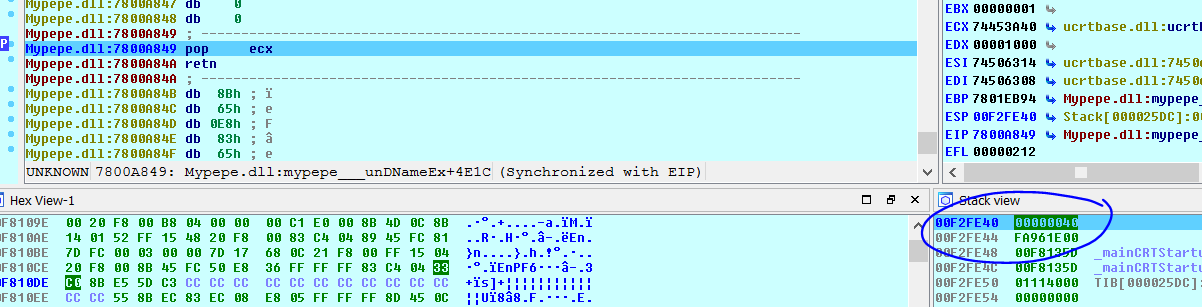 Mypepe.dll:7800A847 db 0
Mypepe.dll:7800A848 db 0
Mypepe.dll:7800A849 ; ---------------------------------------------------------------------------
Mypepe.dll:7800A849 pop ecx
Mypepe.dll:7800A84A retn
Mypepe.dll:7800A84A ; ---------------------------------------------------------------------------
Mypepe.dll:7800A84B db 8Bh ; ï
Mypepe.dll:7800A84C db 65h ; e
Mypepe.dll:7800A84D db 0E8h ; F
Mypepe.dll:7800A84E db 83h ; â
Mypepe.dll:7800A84F db 65h ; e
UNKNOWN 7800A849: Mypepe.dll:mypepe___unDNameEx+4E1C (Synchronized with EIP)
EBX 00000001
ECX 74453A40 ucrtbase.dll:ucrt
EDX 00001000
ESI 74506314 ucrtbase.dll:7450
EDI 74506308 ucrtbase.dll:7450
EBP 7801EB94 Mypepe.dll:mypepe_
ESP 00F2FE40 Stack[000025DC]:00
EIP 7800A849 Mypepe.dll:mypepe_
EFL 00000212
Hex View-1
0F8109E 00 20 F8 00 B8 04 00 00 00 C1 E0 00 8B 4D 0C 8B
0F810AE 14 01 52 FF 15 48 20 F8 00 83 C4 04 89 45 FC 81
0F810BE 7D FC 00 03 00 00 7D 17 68 0C 21 F8 00 FF 15 04
0F810CE 20 F8 00 8B 45 FC 50 E8 36 FF FF FF 83 C4 04 33
0F810DE C0 8B E5 5D C3 CC CC CC CC CC CC CC CC CC CC CC
0F810EE CC CC 55 8B EC 83 EC 08 E8 05 FF FF FF 8D 45 0C
Stack view
00F2FE40 00000040
00F2FE44 FA961E00
00F2FE48 00F8135D _mainCRTStartu
00F2FE4C 00F8135D _mainCRTStartu
00F2FE50 01114000 TIB[000025DC]:
00F2FE54 00000000